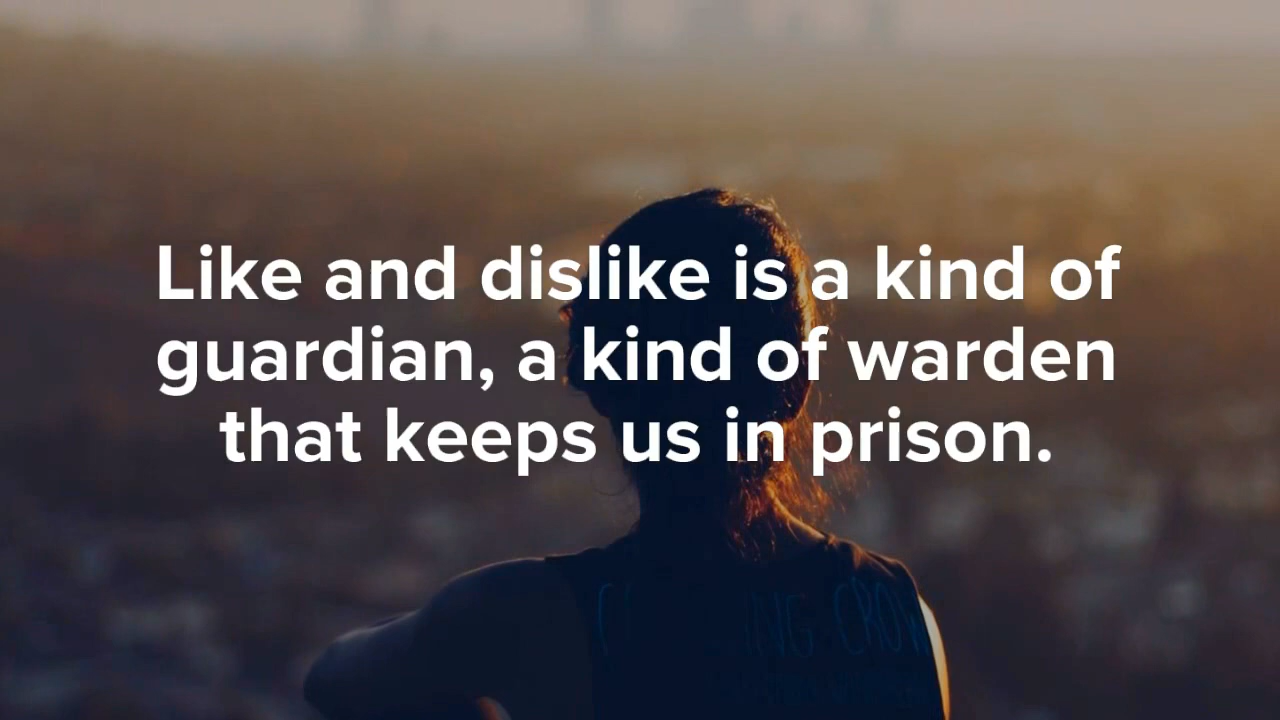 Like and dislike is a kind of
guardian, a kind of warden
that keeps us in prison.